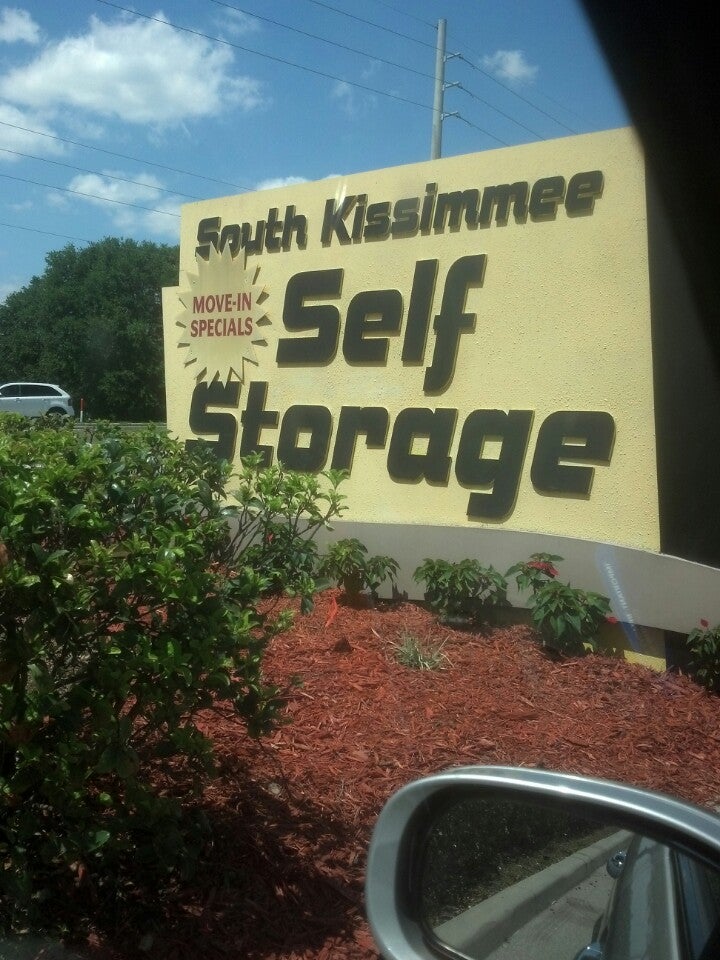 South Kissimmee
MOVE-IN
SPECIALS
Self
Storage